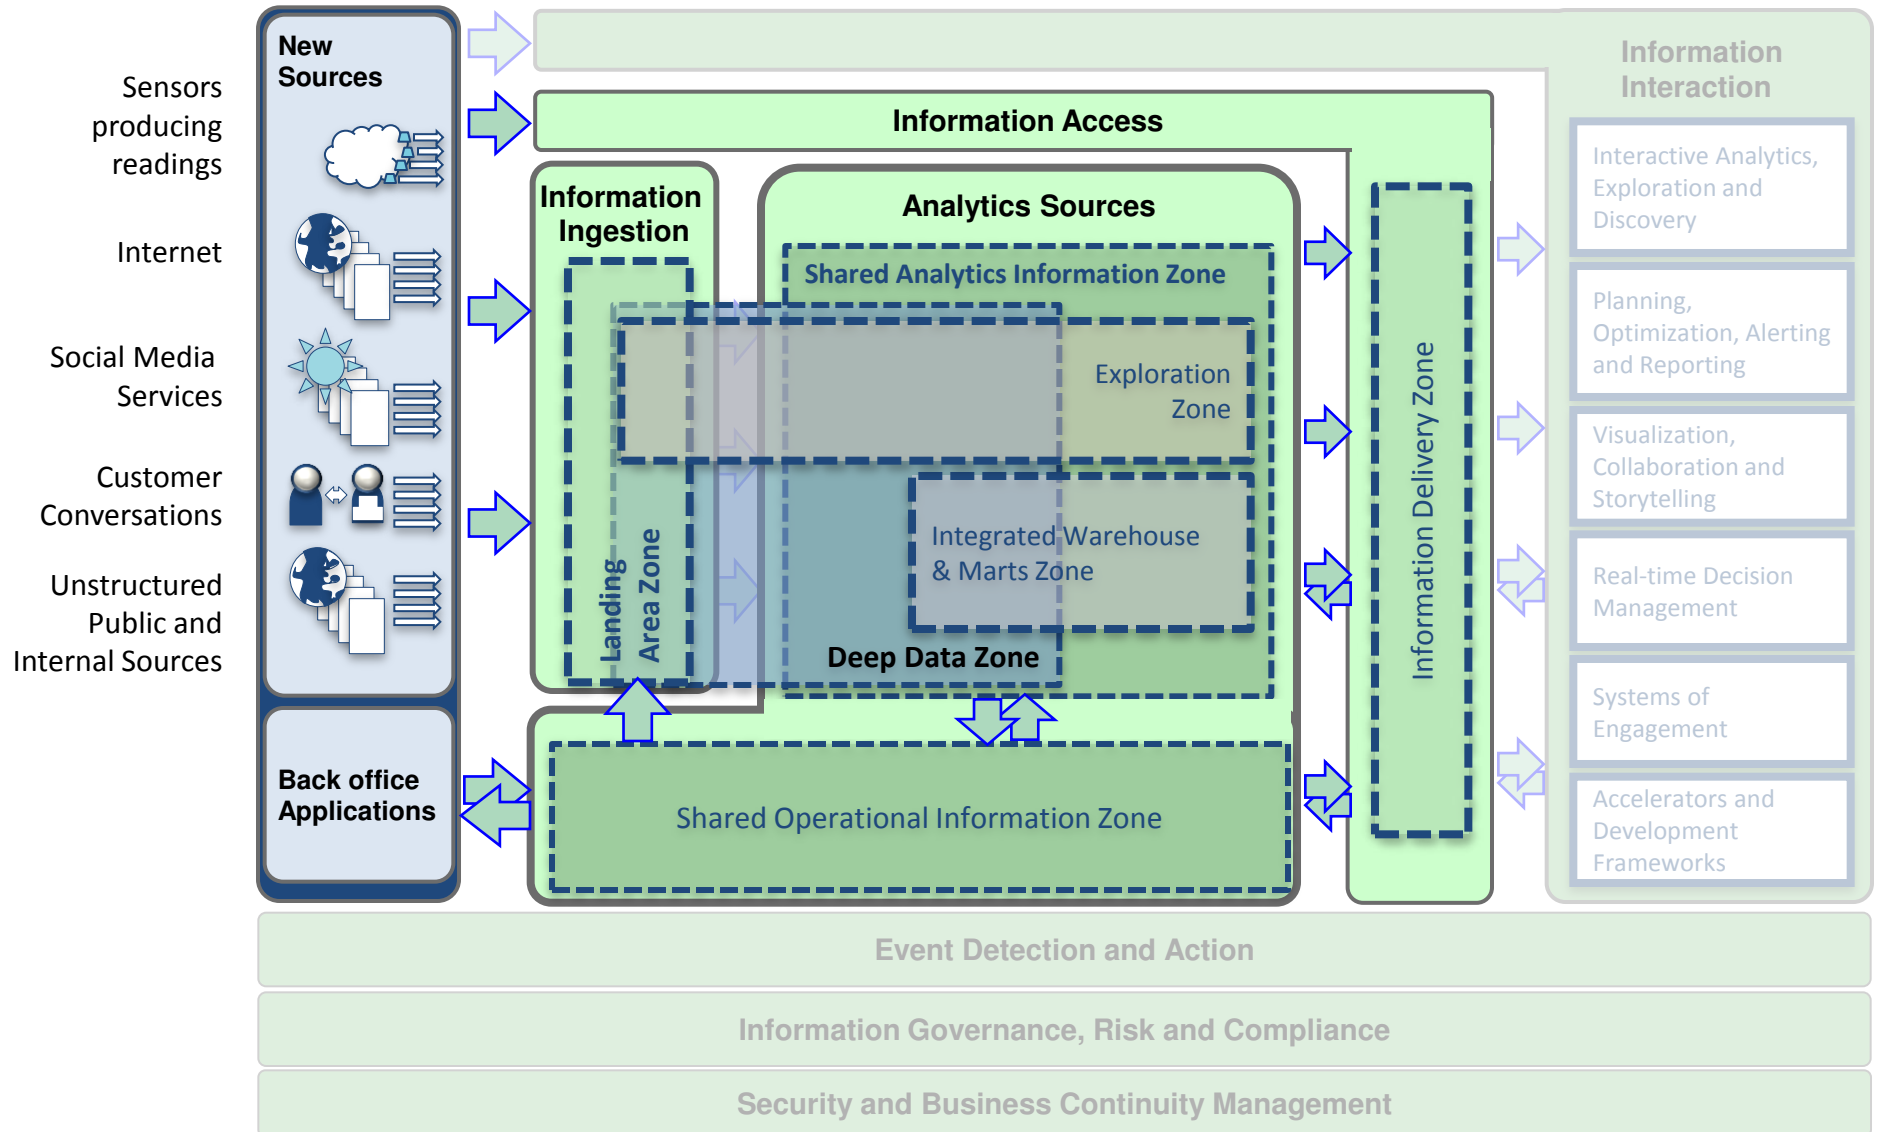 Sensors
producing
readings
Internet
Social Media
Services
Customer
Conversations
Unstructured
Public and
Internal Sources
New
Sources
Back office
Applications
Information Access
Information
Ingestion
Landing
Area Zone
Analytics Sources
Shared Analytics Information Zone
Exploration
Zone
Integrated Warehouse
& Marts Zone
Deep Data Zone
Shared Operational Information Zone
Information Delivery Zone
Information
Interaction
Interactive Analytics,
Exploration and
Discovery
Planning,
Optimization, Alerting
and Reporting
Visualization,
Collaboration and
Storytelling
Real-time Decision
Management
Systems of
Engagement
Accelerators and
Development
Frameworks
Event Detection and Action
Information Governance, Risk and Compliance
Security and Business Continuity Management